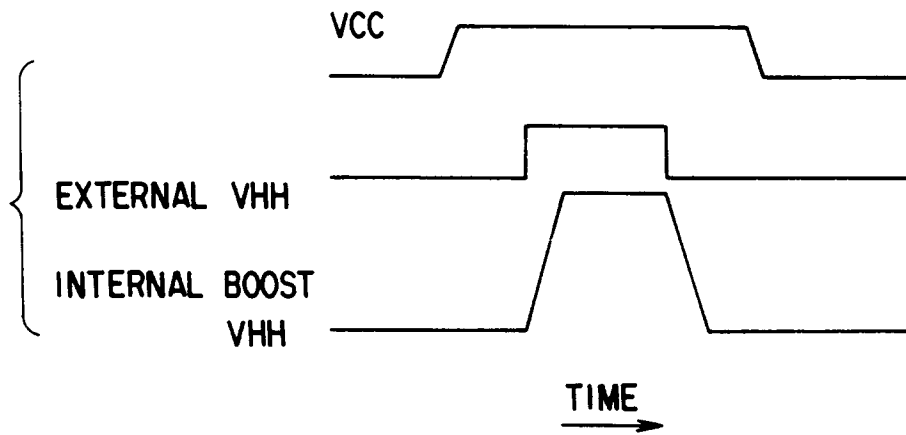 VCC
EXTERNAL VHH
INTERNAL BOOST
VHH
TIME